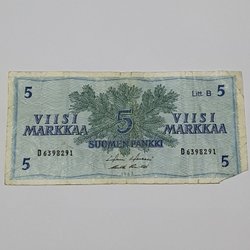 5 5
Litt. B
VIISI 5 VIISI
MARKKAA MARKKAA
SUOMEN PANKKI
D6398291 D6398291
5 5